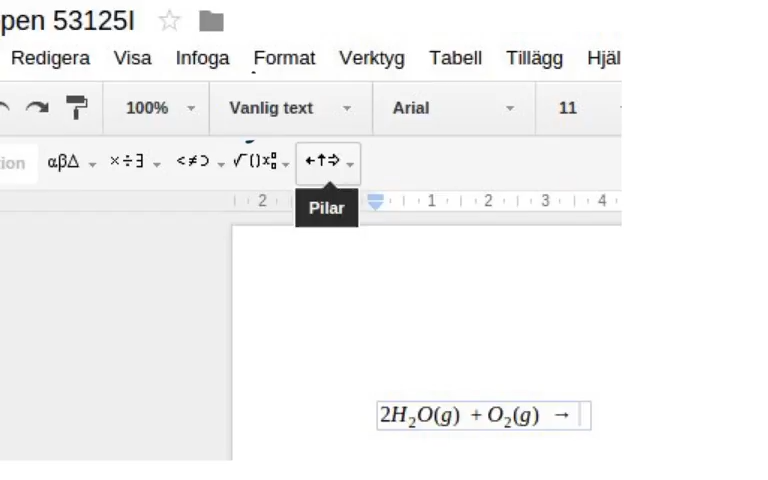 pen 53125I
Redigera Visa Infoga Format Verktyg Tabell Tillägg Hjäl
100% Vanlig text Arial 11
ion αβΔ ×÷∃ <≠⊃ √()x ←↑⇒
2 1 2 3 4
Pilar
2H₂O(g) + O₂(g) →